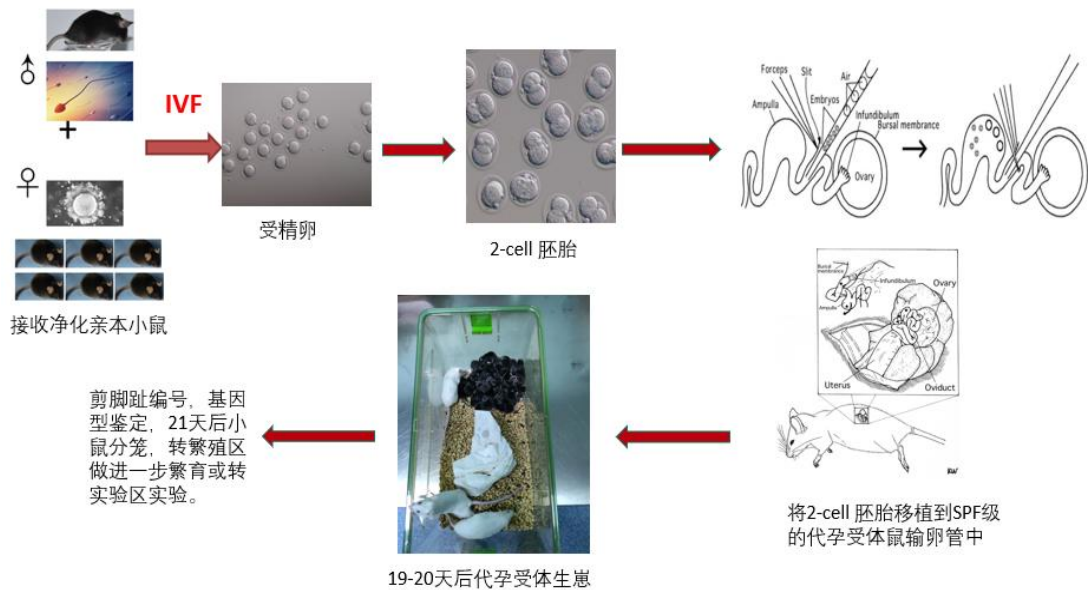 ♂
+
♀
接收净化亲本小鼠
IVF
受精卵
2-cell 胚胎
Forceps
Slit
Air
Ampulla
Embryos
Infundibulum
Bursal membrance
Ovary
Bursal
membrance
Infundibulum
Ampulla
Ovary
Uterus
Oviduct
KW
将2-cell 胚胎移植到SPF级
的代孕受体鼠输卵管中
19-20天后代孕受体生崽
剪脚趾编号，基因
型鉴定，21天后小
鼠分笼，转繁殖区
做进一步繁育或转
实验区实验。